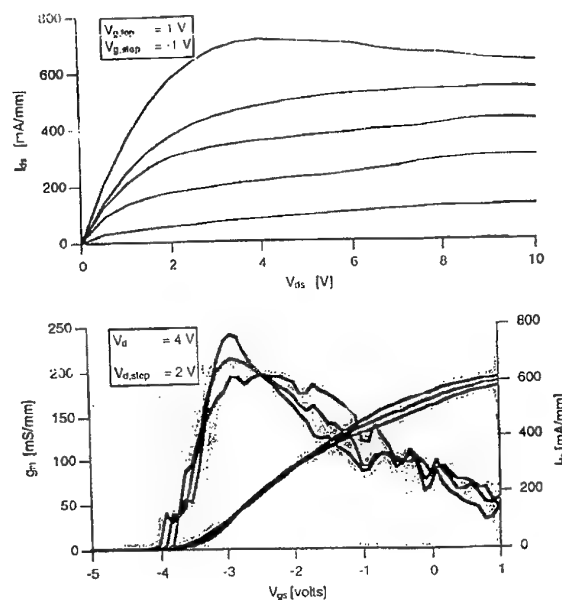 800
V_g,top = 1 V
V_g,step = -1 V
600
400
200
0
I_ds [mA/mm]
0 2 4 6 8 10
V_ds [V]
250
200
150
100
50
0
g_m [mS/mm]
V_d = 4 V
V_d,step = 2 V
800
600
400
200
0
[mA/mm]
-5 -4 -3 -2 -1 0 1
V_gs [volts]